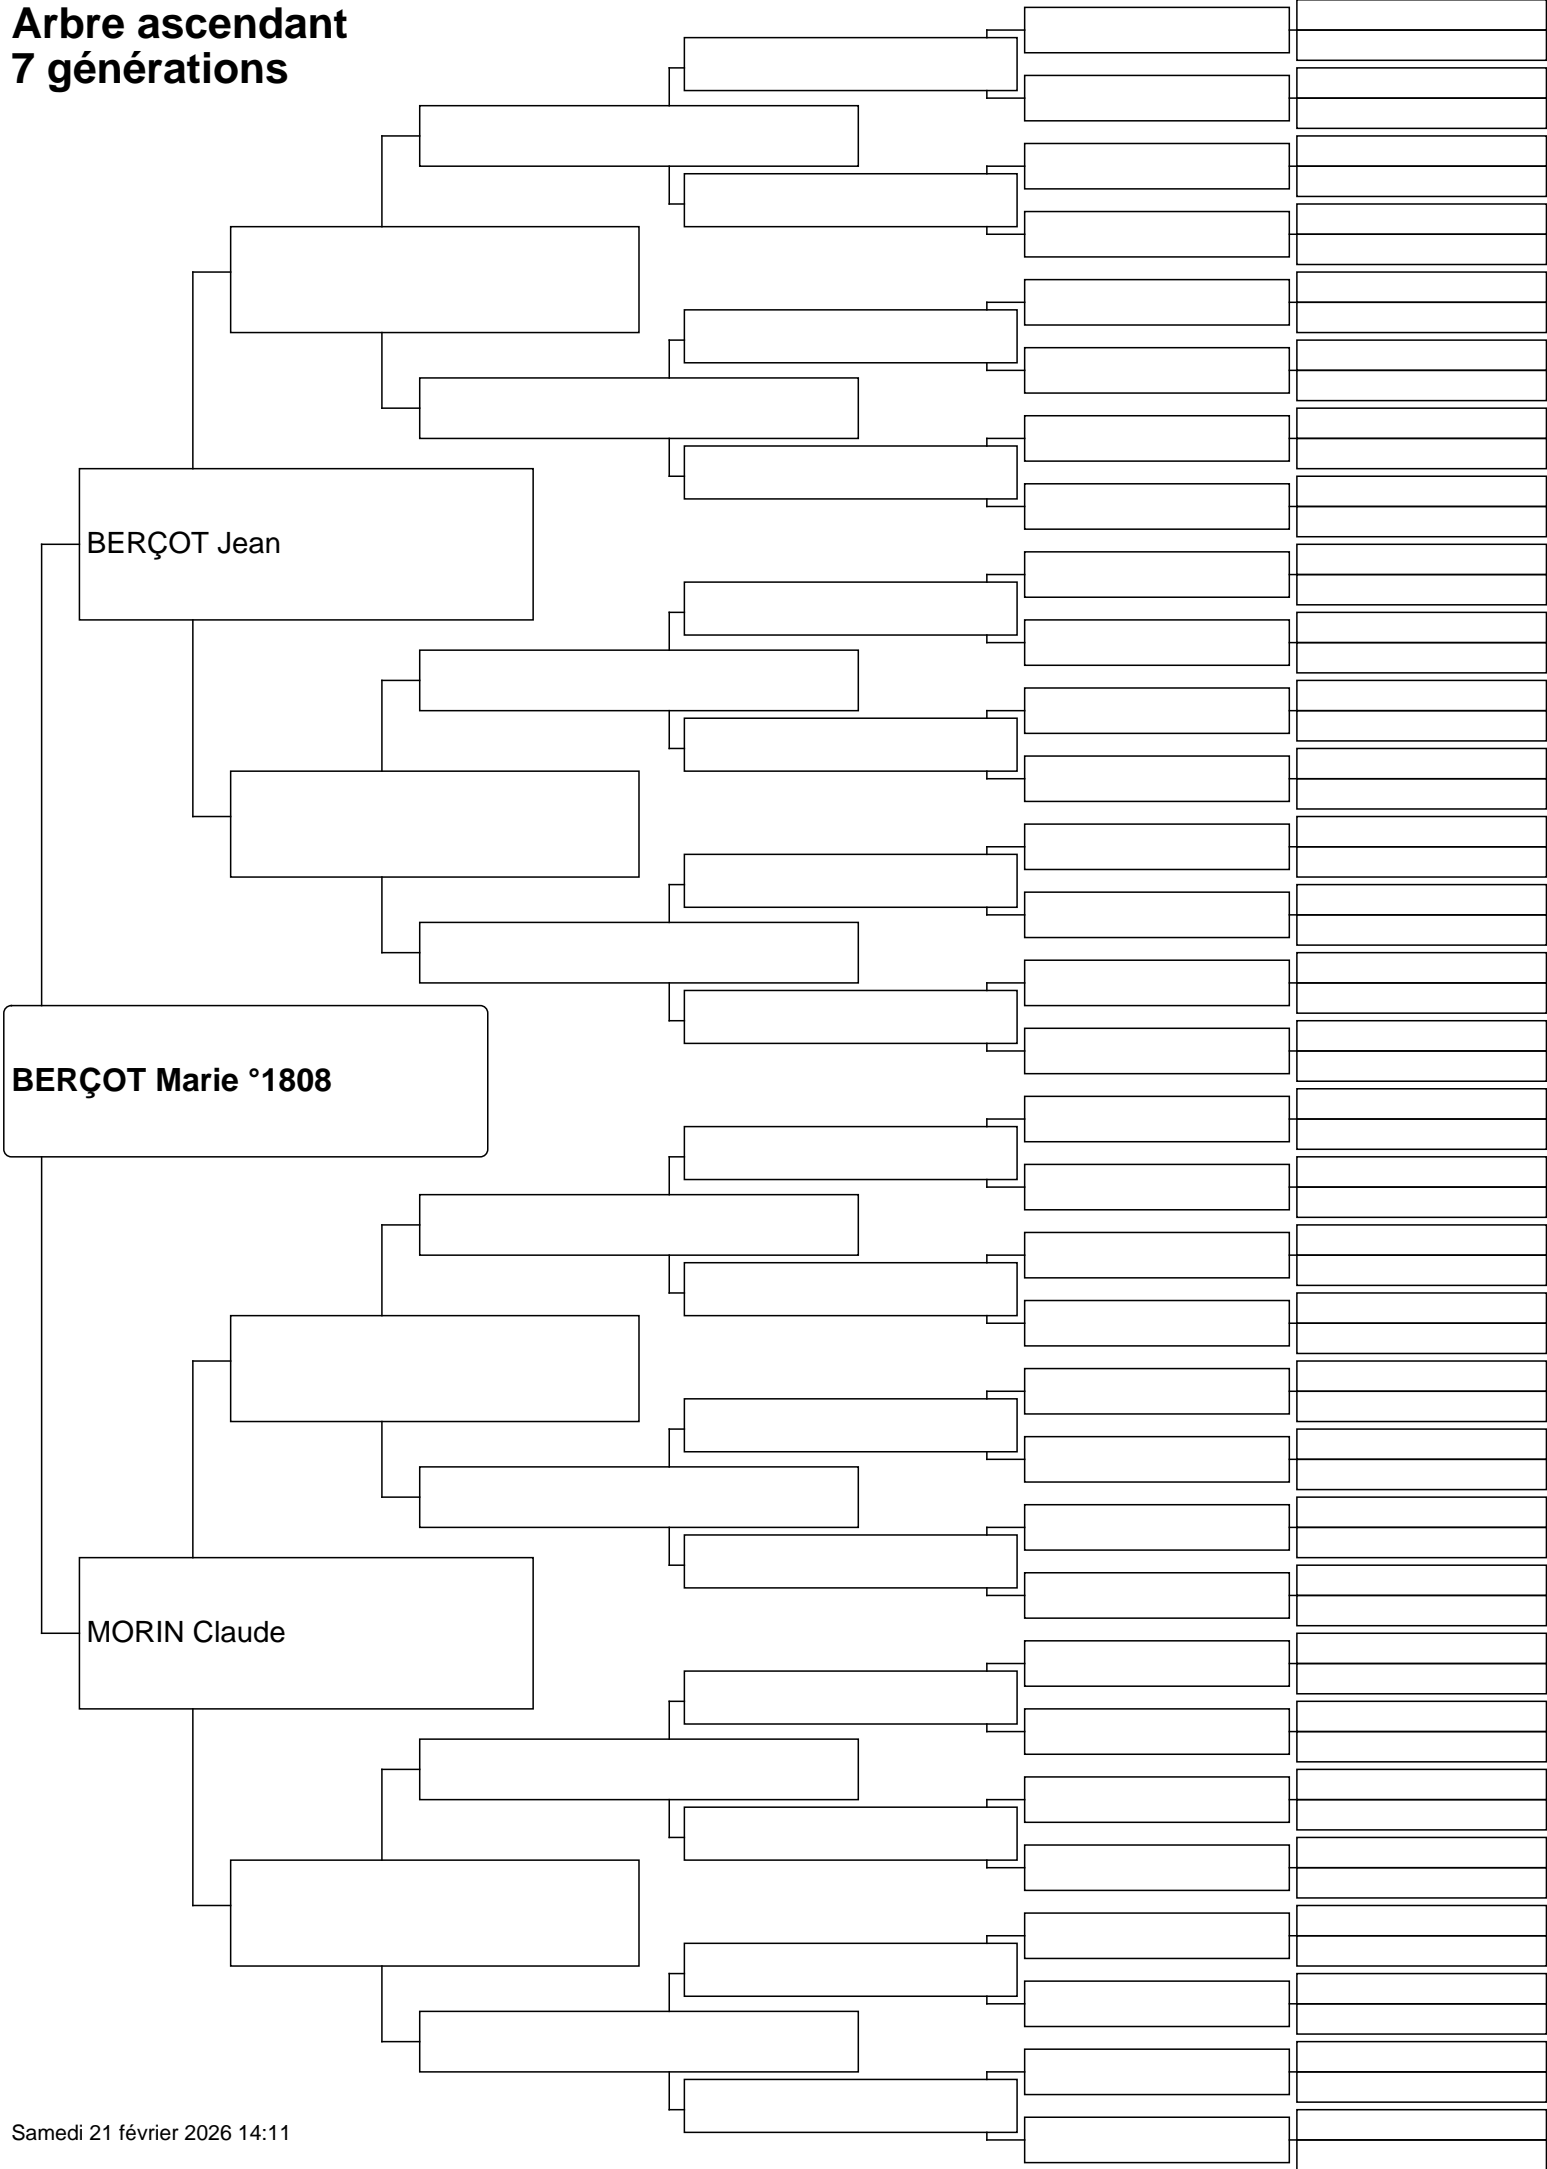 Arbre ascendant
7 générations
BERÇOT Jean
BERÇOT Marie °1808
MORIN Claude
Samedi 21 février 2026 14:11